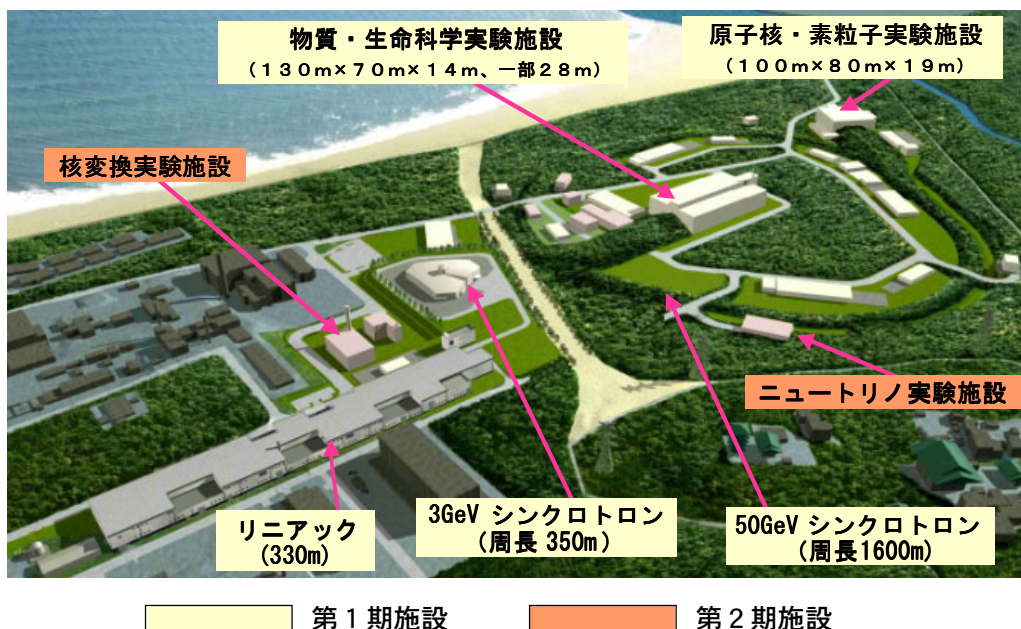 物質・生命科学実験施設
（１３０ｍ×７０ｍ×１４ｍ、一部２８ｍ）
原子核・素粒子実験施設
（１００ｍ×８０ｍ×１９ｍ）
核変換実験施設
ニュートリノ実験施設
リニアック
(330m)
3GeV シンクロトロン
（周長 350m）
50GeV シンクロトロン
（周長1600m)
第１期施設
第２期施設